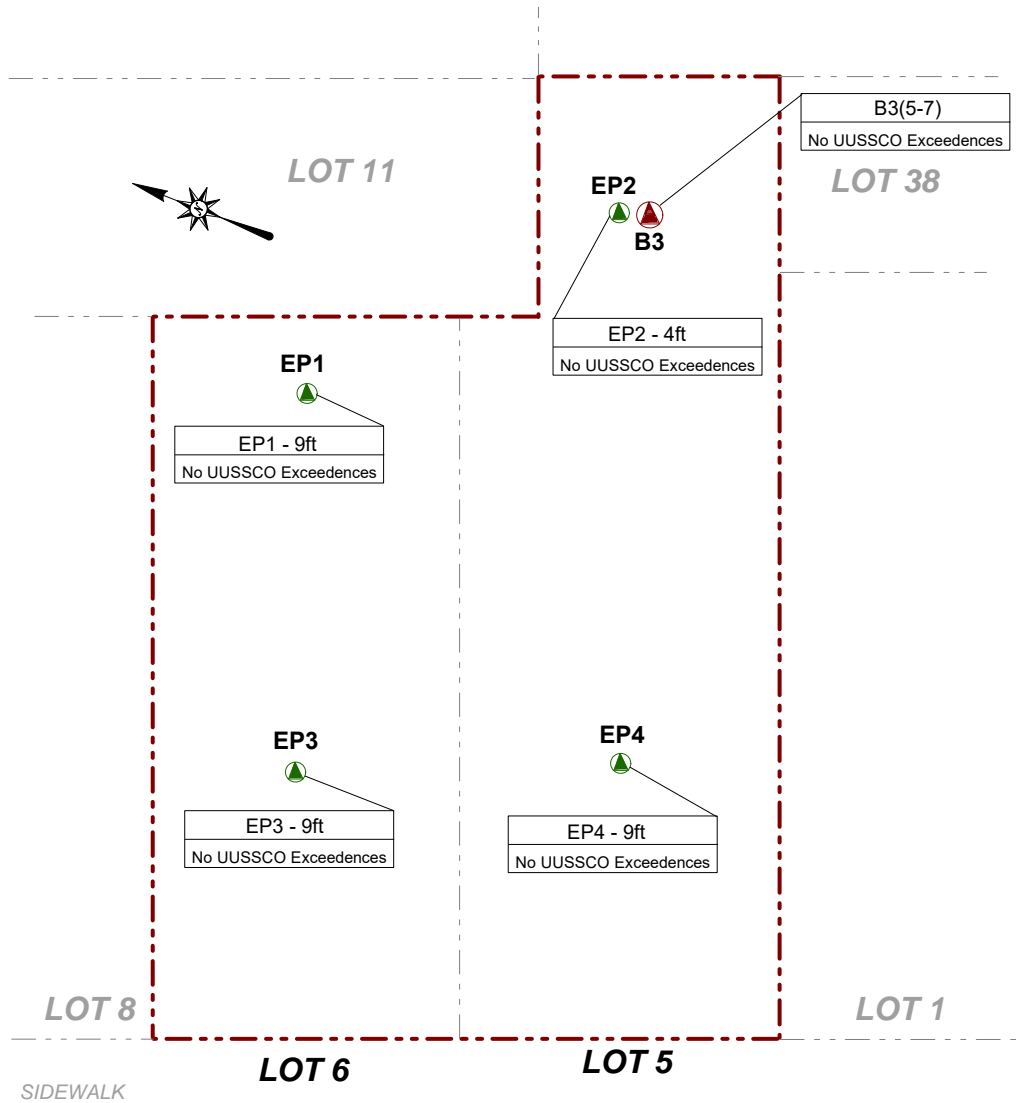 B3(5-7)
No UUSSCO Exceedences
LOT 11
LOT 38
EP2
B3
EP2 - 4ft
No UUSSCO Exceedences
EP1
EP1 - 9ft
No UUSSCO Exceedences
EP3
EP4
EP3 - 9ft
No UUSSCO Exceedences
EP4 - 9ft
No UUSSCO Exceedences
LOT 8
LOT 1
LOT 6
LOT 5
SIDEWALK